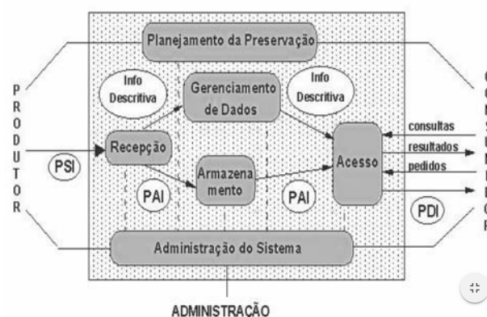 Planejamento da Preservação
Info
Descritiva
Gerenciamento
de Dados
Info
Descritiva
P
R
O
D
U
T
O
R
PSI
Recepção
PAI
Armazena
mento
PAI
Acesso
consultas
resultados
pedidos
PDI
Administração do Sistema
ADMINISTRAÇÃO